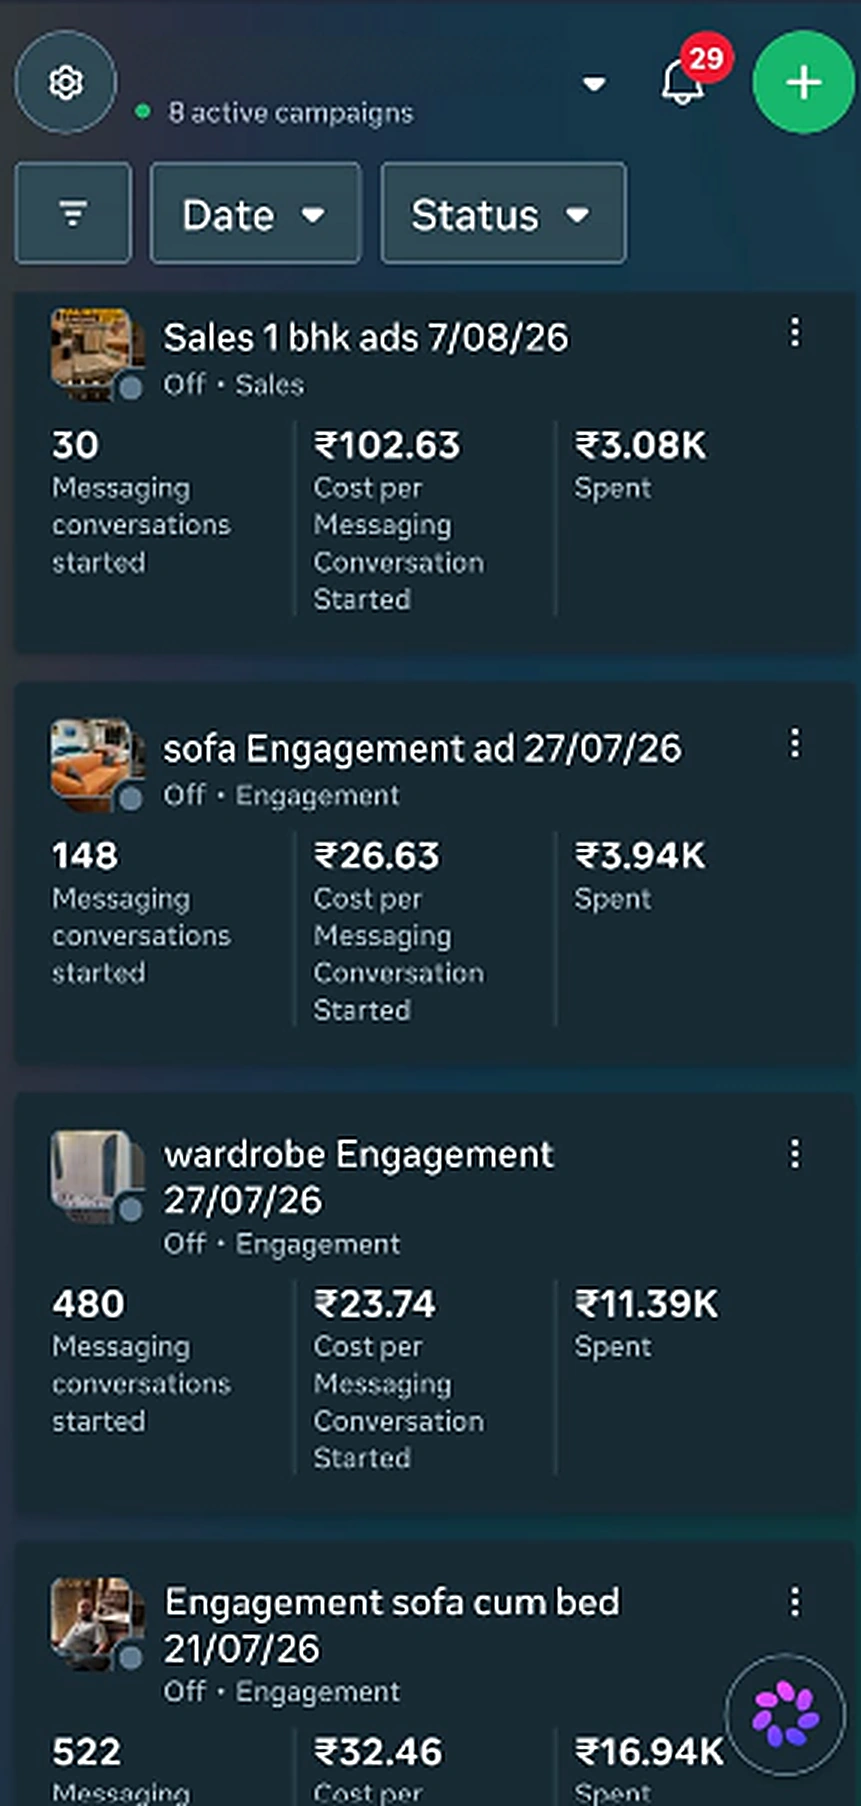 29
8 active campaigns
Date
Status
Sales 1 bhk ads 7/08/26
Off • Sales
30
Messaging
conversations
started
₹102.63
Cost per
Messaging
Conversation
Started
₹3.08K
Spent
sofa Engagement ad 27/07/26
Off • Engagement
148
Messaging
conversations
started
₹26.63
Cost per
Messaging
Conversation
Started
₹3.94K
Spent
wardrobe Engagement
27/07/26
Off • Engagement
480
Messaging
conversations
started
₹23.74
Cost per
Messaging
Conversation
Started
₹11.39K
Spent
Engagement sofa cum bed
21/07/26
Off • Engagement
522
Messaging
₹32.46
Cost per
₹16.94K
Spent